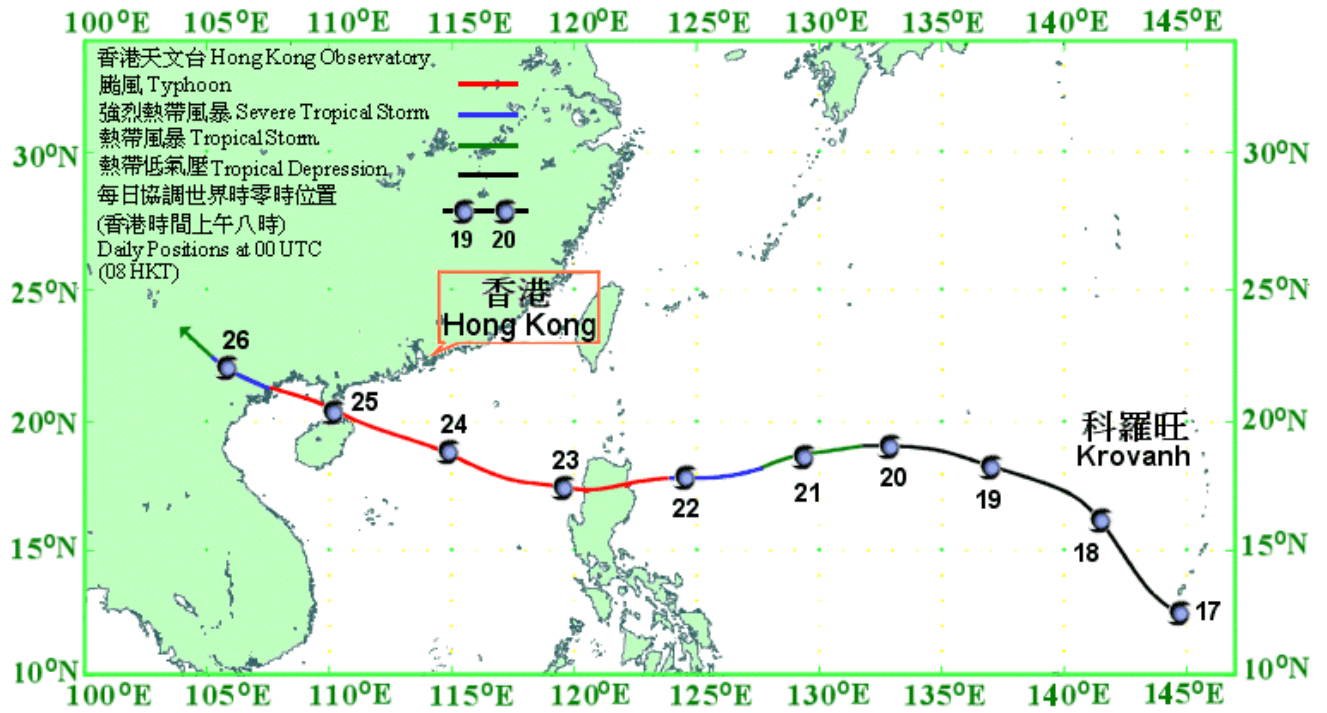 100°E 105°E 110°E 115°E 120°E 125°E 130°E 135°E 140°E 145°E
香港天文台 Hong Kong Observatory
颱風 Typhoon
強烈熱帶風暴 Severe Tropical Storm
熱帶風暴 Tropical Storm
熱帶低氣壓 Tropical Depression
每日協調世界時零時位置
(香港時間上午八時)
Daily Positions at 00 UTC
(08 HKT)
19 20
30°N 30°N
25°N 25°N
香港
Hong Kong
26
25
24
23
22
21
20
19
18
17
科羅旺
Krovanh
20°N 20°N
15°N 15°N
10°N 10°N
100°E 105°E 110°E 115°E 120°E 125°E 130°E 135°E 140°E 145°E